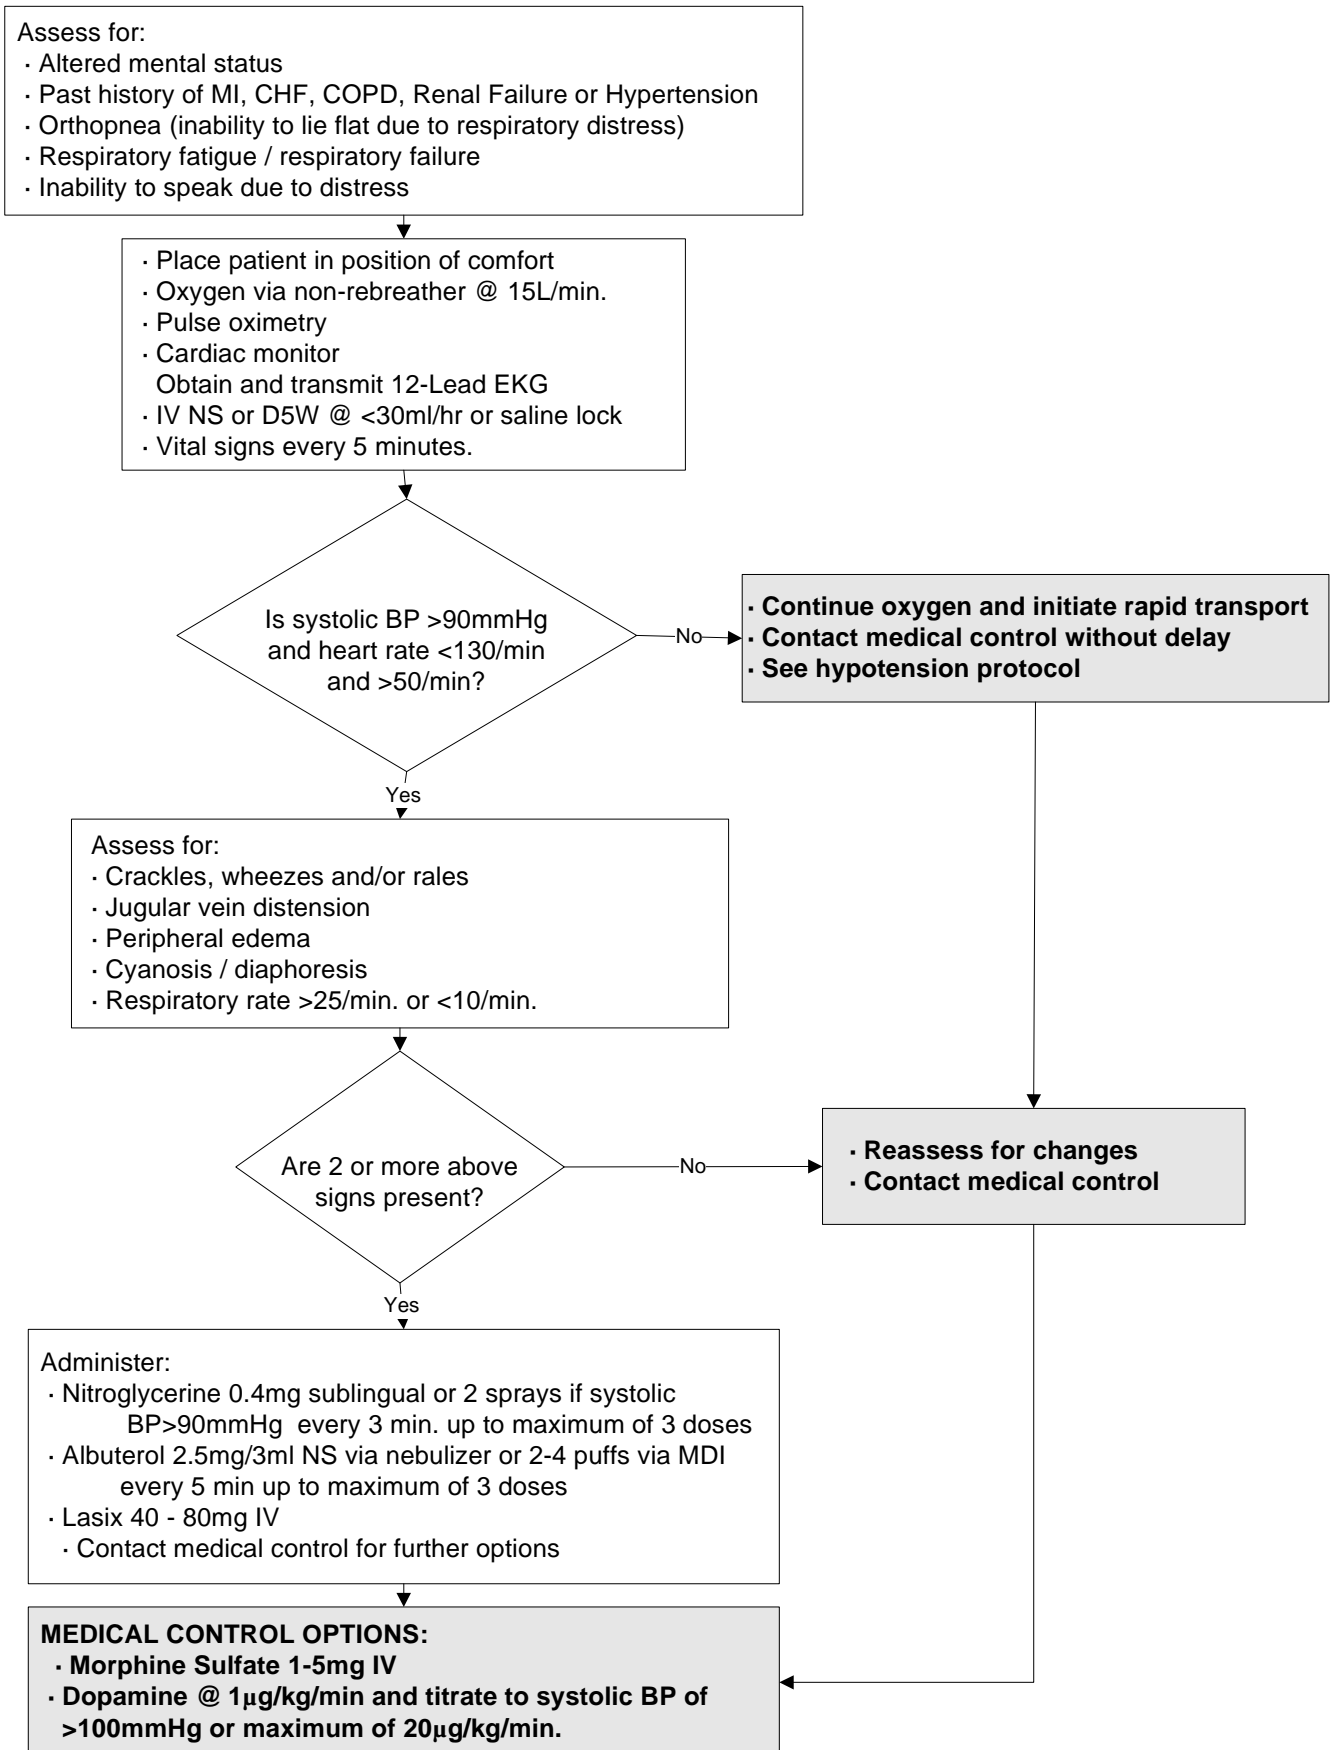 Assess for:
· Altered mental status
· Past history of MI, CHF, COPD, Renal Failure or Hypertension
· Orthopnea (inability to lie flat due to respiratory distress)
· Respiratory fatigue / respiratory failure
· Inability to speak due to distress
· Place patient in position of comfort
· Oxygen via non-rebreather @ 15L/min.
· Pulse oximetry
· Cardiac monitor
Obtain and transmit 12-Lead EKG
· IV NS or D5W @ <30ml/hr or saline lock
· Vital signs every 5 minutes.
Is systolic BP >90mmHg
and heart rate <130/min
and >50/min?
No
· Continue oxygen and initiate rapid transport
· Contact medical control without delay
· See hypotension protocol
Yes
Assess for:
· Crackles, wheezes and/or rales
· Jugular vein distension
· Peripheral edema
· Cyanosis / diaphoresis
· Respiratory rate >25/min. or <10/min.
Are 2 or more above
signs present?
No
· Reassess for changes
· Contact medical control
Yes
Administer:
· Nitroglycerine 0.4mg sublingual or 2 sprays if systolic
BP>90mmHg every 3 min. up to maximum of 3 doses
· Albuterol 2.5mg/3ml NS via nebulizer or 2-4 puffs via MDI
every 5 min up to maximum of 3 doses
· Lasix 40 - 80mg IV
· Contact medical control for further options
MEDICAL CONTROL OPTIONS:
· Morphine Sulfate 1-5mg IV
· Dopamine @ 1µg/kg/min and titrate to systolic BP of
>100mmHg or maximum of 20µg/kg/min.